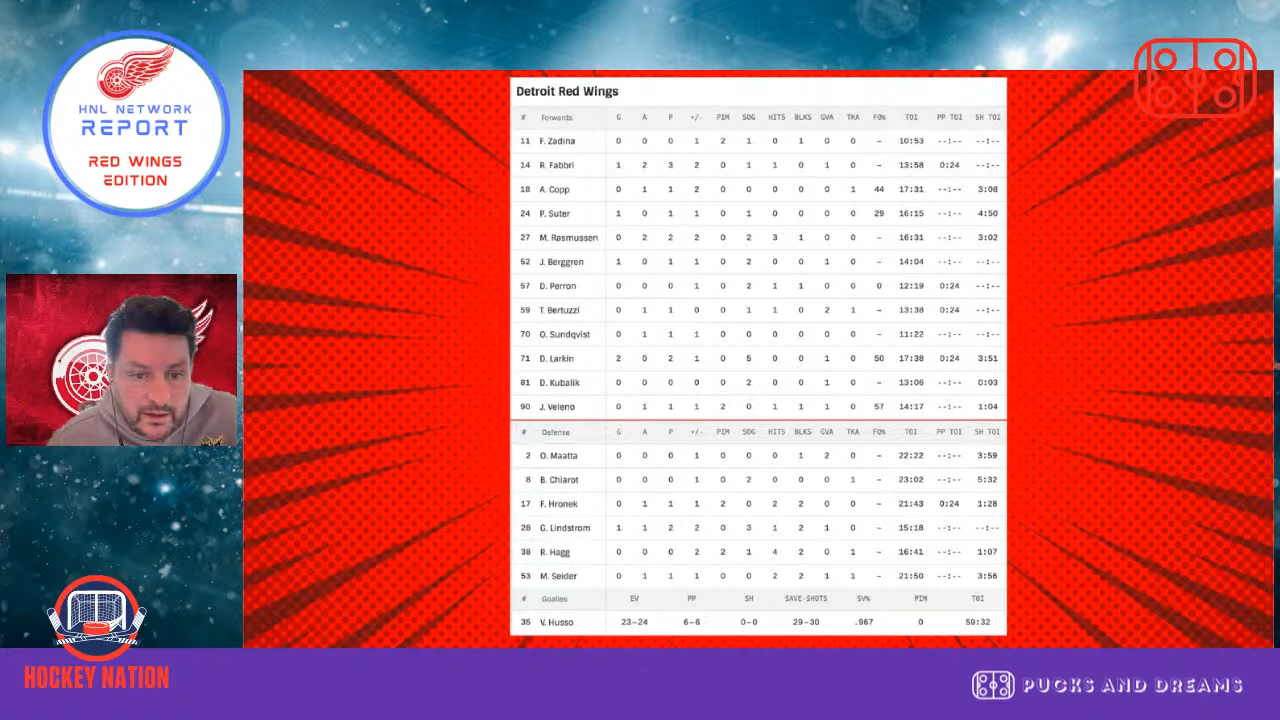 HNL NETWORK
REPORT
RED WINGS
EDITION
Detroit Red Wings
# Forwards G A P +/- PIM SOG HITS BLKS GVA TKA FO% TOI PP TOI SH TOI
11 F. Zadina 0 0 0 1 2 1 0 1 0 0 - 10:53 --:-- --:--
14 R. Fabbri 1 2 3 2 0 1 1 0 1 0 - 13:58 0:24 --:--
18 A. Copp 0 1 1 2 0 0 0 0 0 1 44 17:31 --:-- 3:08
24 P. Suter 1 0 1 1 0 1 0 0 0 0 29 16:15 --:-- 4:50
27 M. Rasmussen 0 2 2 2 0 2 3 1 0 0 - 16:31 --:-- 3:02
52 J. Berggren 1 0 1 1 0 2 0 0 1 0 - 14:04 --:-- --:--
57 D. Perron 0 0 0 1 0 2 1 1 0 0 0 12:19 0:24 --:--
59 T. Bertuzzi 0 1 1 0 0 1 1 0 2 1 - 13:38 0:24 --:--
70 O. Sundqvist 0 1 1 1 0 0 0 0 0 0 - 11:22 --:-- --:--
71 D. Larkin 2 0 2 1 0 5 0 0 1 0 50 17:38 0:24 3:51
81 D. Kubalik 0 0 0 0 0 2 0 0 1 0 - 13:06 --:-- 0:03
90 J. Veleno 0 1 1 1 2 0 1 1 1 0 57 14:17 --:-- 1:04
# Defense G A P +/- PIM SOG HITS BLKS GVA TKA FO% TOI PP TOI SH TOI
2 O. Maatta 0 0 0 1 0 0 0 1 2 0 - 22:22 --:-- 3:59
8 B. Chiarot 0 0 0 1 0 2 0 0 0 1 - 23:02 --:-- 5:32
17 F. Hronek 0 1 1 1 2 0 1 2 0 0 - 21:43 0:24 1:28
28 G. Lindstrom 1 1 2 2 0 3 1 2 1 0 - 15:18 --:-- --:--
38 R. Hagg 0 0 0 2 2 1 4 2 0 1 - 16:41 --:-- 1:07
53 M. Seider 0 1 1 1 0 0 2 2 1 1 - 21:50 --:-- 3:56
# Goalies EV PP SH SAVE-SHOTS SV% PIM TOI
35 V. Husso 23-24 6-6 0-0 29-30 .967 0 59:32
HOCKEY NATION
PUCKS AND DREAMS